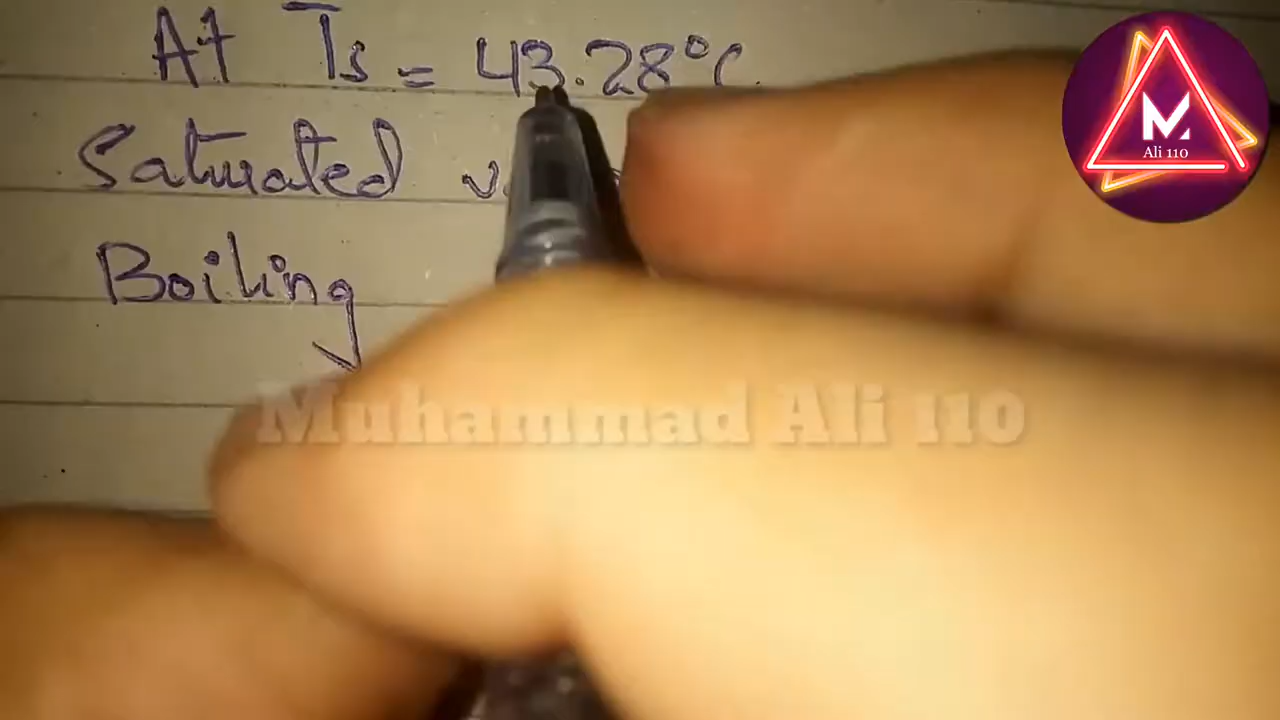 At Ts = 43.28°C
Saturated
Boiling
M
Ali 110
Muhammad Ali 110